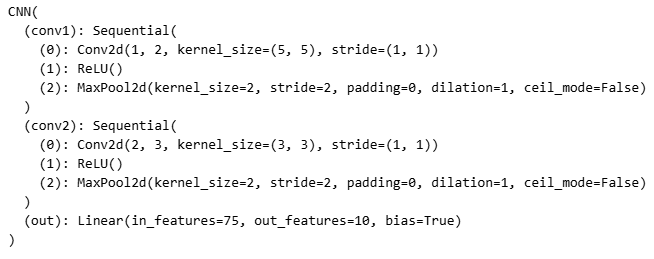 CNN(
  (conv1): Sequential(
    (0): Conv2d(1, 2, kernel_size=(5, 5), stride=(1, 1))
    (1): ReLU()
    (2): MaxPool2d(kernel_size=2, stride=2, padding=0, dilation=1, ceil_mode=False)
  )
  (conv2): Sequential(
    (0): Conv2d(2, 3, kernel_size=(3, 3), stride=(1, 1))
    (1): ReLU()
    (2): MaxPool2d(kernel_size=2, stride=2, padding=0, dilation=1, ceil_mode=False)
  )
  (out): Linear(in_features=75, out_features=10, bias=True)
)